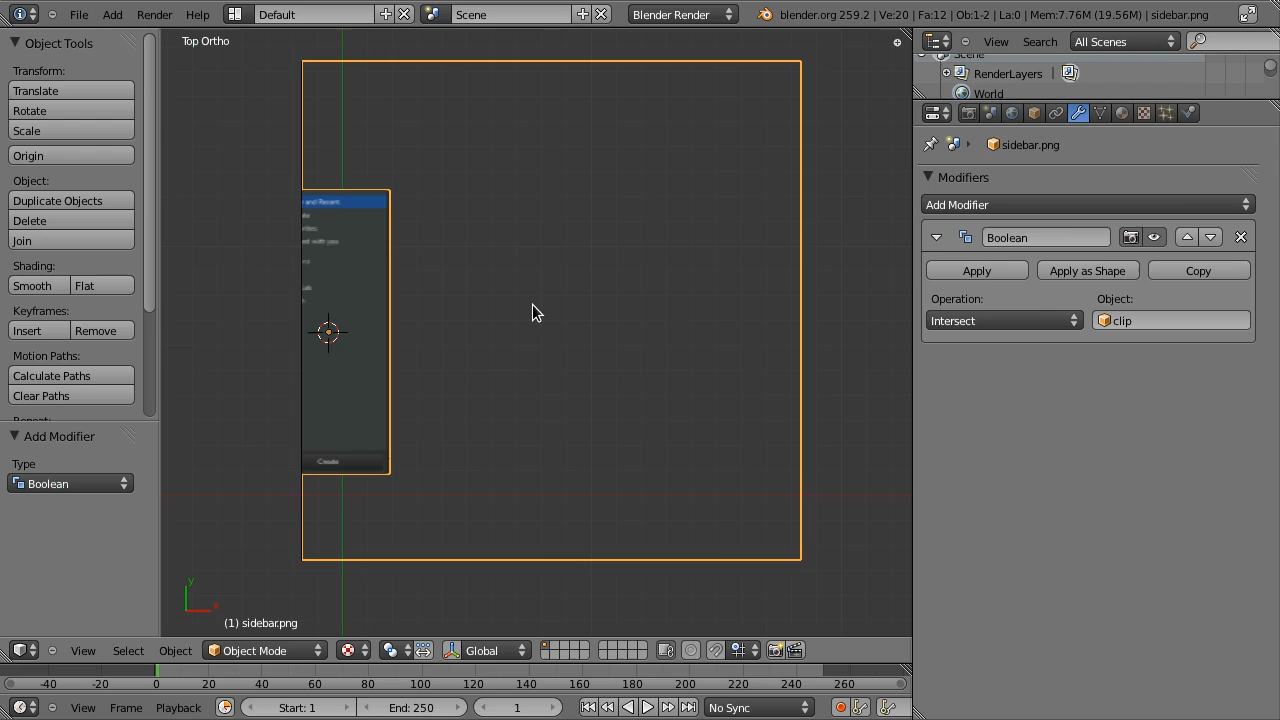 File Add Render Help Default Scene Blender Render blender.org 259.2 | Ve:20 | Fa:12 | Ob:1-2 | La:0 | Mem:7.76M (19.56M) | sidebar.png
Object Tools
Transform:
Translate
Rotate
Scale
Origin
Object:
Duplicate Objects
Delete
Join
Shading:
Smooth Flat
Keyframes:
Insert Remove
Motion Paths:
Calculate Paths
Clear Paths
Repeat:
Add Modifier
Type
Boolean
Top Ortho
and Recent
with you
Create
y
x
(1) sidebar.png
View Search All Scenes
Scene
RenderLayers |
World
sidebar.png
Modifiers
Add Modifier
Boolean
Apply Apply as Shape Copy
Operation: Object:
Intersect clip
View Select Object Object Mode Global
-40 -20 0 20 40 60 80 100 120 140 160 180 200 220 240 260
View Frame Playback Start: 1 End: 250 1 No Sync